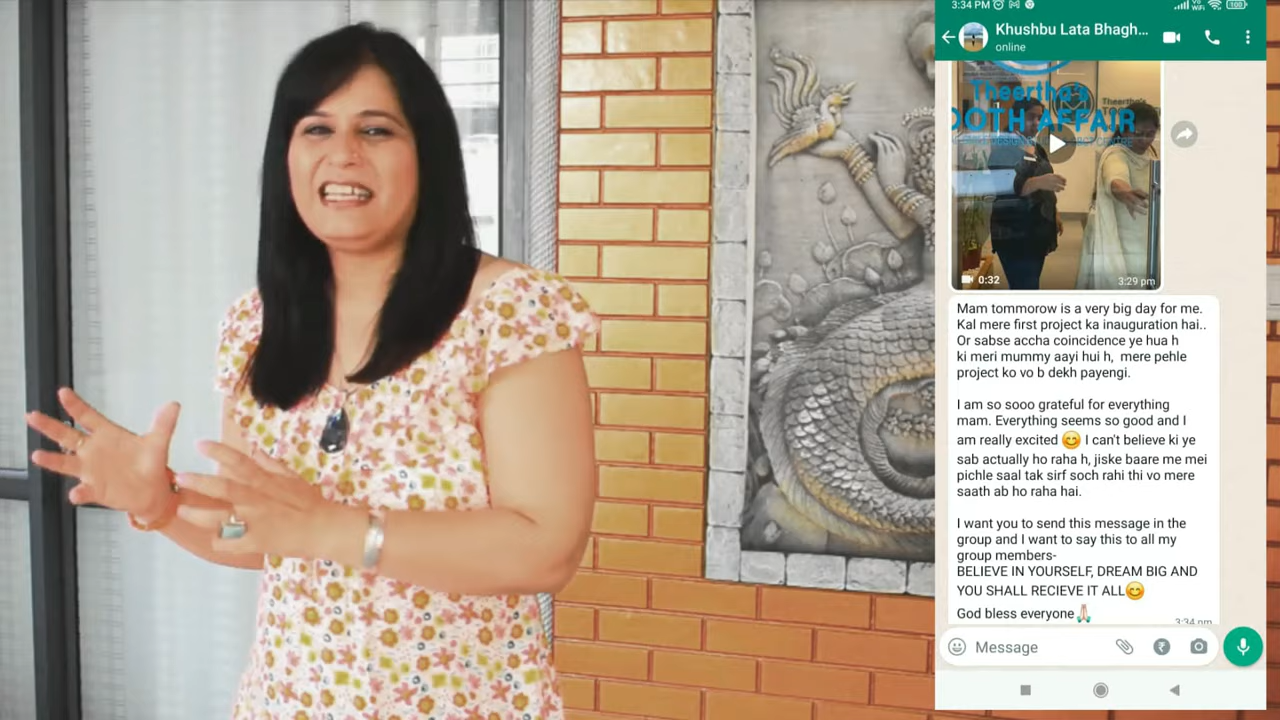 3:34 PM
100
Khushbu Lata Bhagh...
online
Theertha's
OOTH AFFAIR
Theertha's
0:32
3:29 pm
Mam tommorow is a very big day for me.
Kal mere first project ka inauguration hai..
Or sabse accha coincidence ye hua h
ki meri mummy aayi hui h, mere pehle
project ko vo b dekh payengi.
I am so sooo grateful for everything
mam. Everything seems so good and I
am really excited 😊 I can't believe ki ye
sab actually ho raha h, jiske baare me mei
pichle saal tak sirf soch rahi thi vo mere
saath ab ho raha hai.
I want you to send this message in the
group and I want to say this to all my
group members-
BELIEVE IN YOURSELF, DREAM BIG AND
YOU SHALL RECIEVE IT ALL😊
God bless everyone🙏🏻
3:34 pm
Message